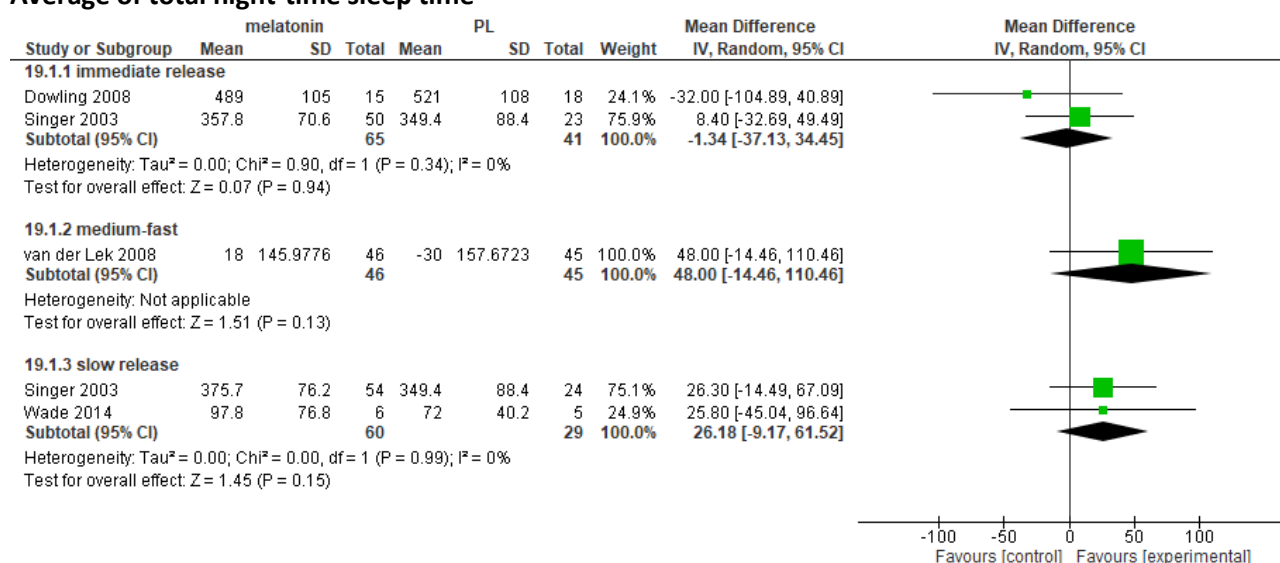 Average of total night-time sleep time
melatonin PL Mean Difference Mean Difference
Study or Subgroup Mean SD Total Mean SD Total Weight IV, Random, 95% CI IV, Random, 95% CI
19.1.1 immediate release
Dowling 2008 489 105 15 521 108 18 24.1% -32.00 [-104.89, 40.89]
Singer 2003 357.8 70.6 50 349.4 88.4 23 75.9% 8.40 [-32.69, 49.49]
Subtotal (95% CI) 65 41 100.0% -1.34 [-37.13, 34.45]
Heterogeneity: Tau² = 0.00; Chi² = 0.90, df = 1 (P = 0.34); I² = 0%
Test for overall effect: Z = 0.07 (P = 0.94)
19.1.2 medium-fast
van der Lek 2008 18 145.9776 46 -30 157.6723 45 100.0% 48.00 [-14.46, 110.46]
Subtotal (95% CI) 46 45 100.0% 48.00 [-14.46, 110.46]
Heterogeneity: Not applicable
Test for overall effect: Z = 1.51 (P = 0.13)
19.1.3 slow release
Singer 2003 375.7 76.2 54 349.4 88.4 24 75.1% 26.30 [-14.49, 67.09]
Wade 2014 97.8 76.8 6 72 40.2 5 24.9% 25.80 [-45.04, 96.64]
Subtotal (95% CI) 60 29 100.0% 26.18 [-9.17, 61.52]
Heterogeneity: Tau² = 0.00; Chi² = 0.00, df = 1 (P = 0.99); I² = 0%
Test for overall effect: Z = 1.45 (P = 0.15)
-100 -50 0 50 100
Favours [control] Favours [experimental]